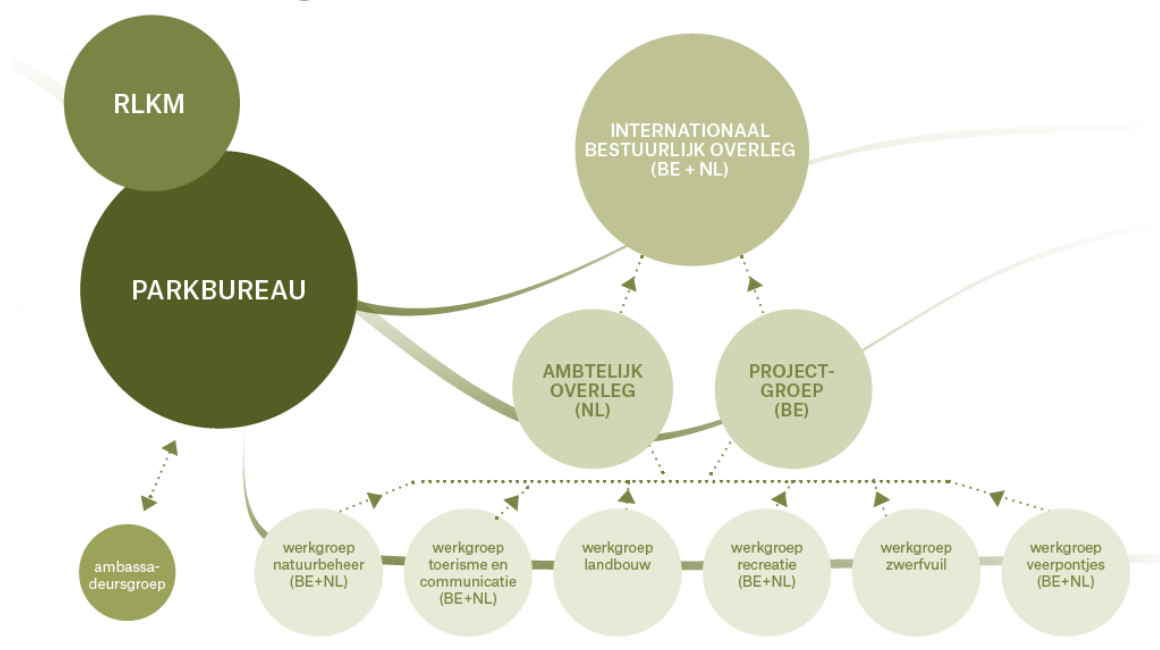 RLKM
PARKBUREAU
INTERNATIONAAL
BESTUURLIJK OVERLEG
(BE + NL)
AMBTELIJK
OVERLEG
(NL)
PROJECT-
GROEP
(BE)
ambassa-
deursgroep
werkgroep
natuurbeheer
(BE+NL)
werkgroep
toerisme en
communicatie
(BE+NL)
werkgroep
landbouw
werkgroep
recreatie
(BE+NL)
werkgroep
zwerfvuil
werkgroep
veerpontjes
(BE+NL)